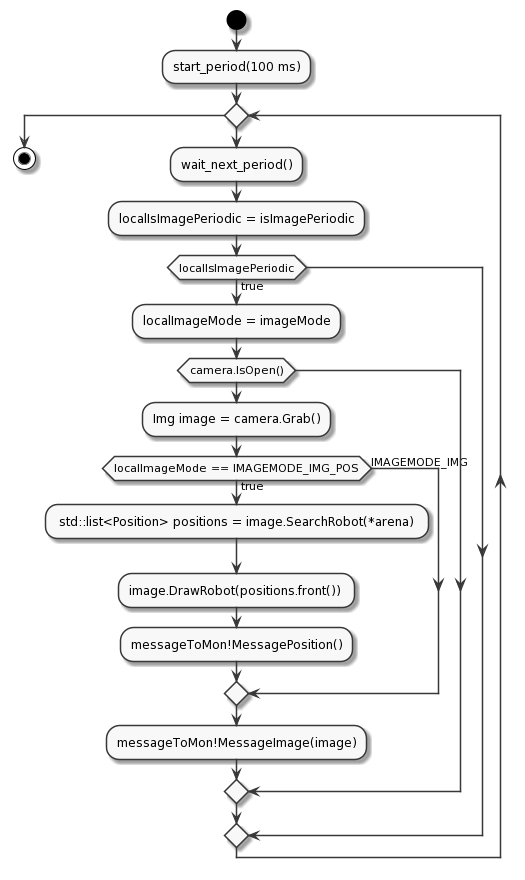 start_period(100 ms)
wait_next_period()
localIsImagePeriodic = isImagePeriodic
localIsImagePeriodic
true
localImageMode = imageMode
camera.IsOpen()
Img image = camera.Grab()
localImageMode == IMAGEMODE_IMG_POS
IMAGEMODE_IMG
true
std::list<Position> positions = image.SearchRobot(*arena)
image.DrawRobot(positions.front())
messageToMon!MessagePosition()
messageToMon!MessageImage(image)